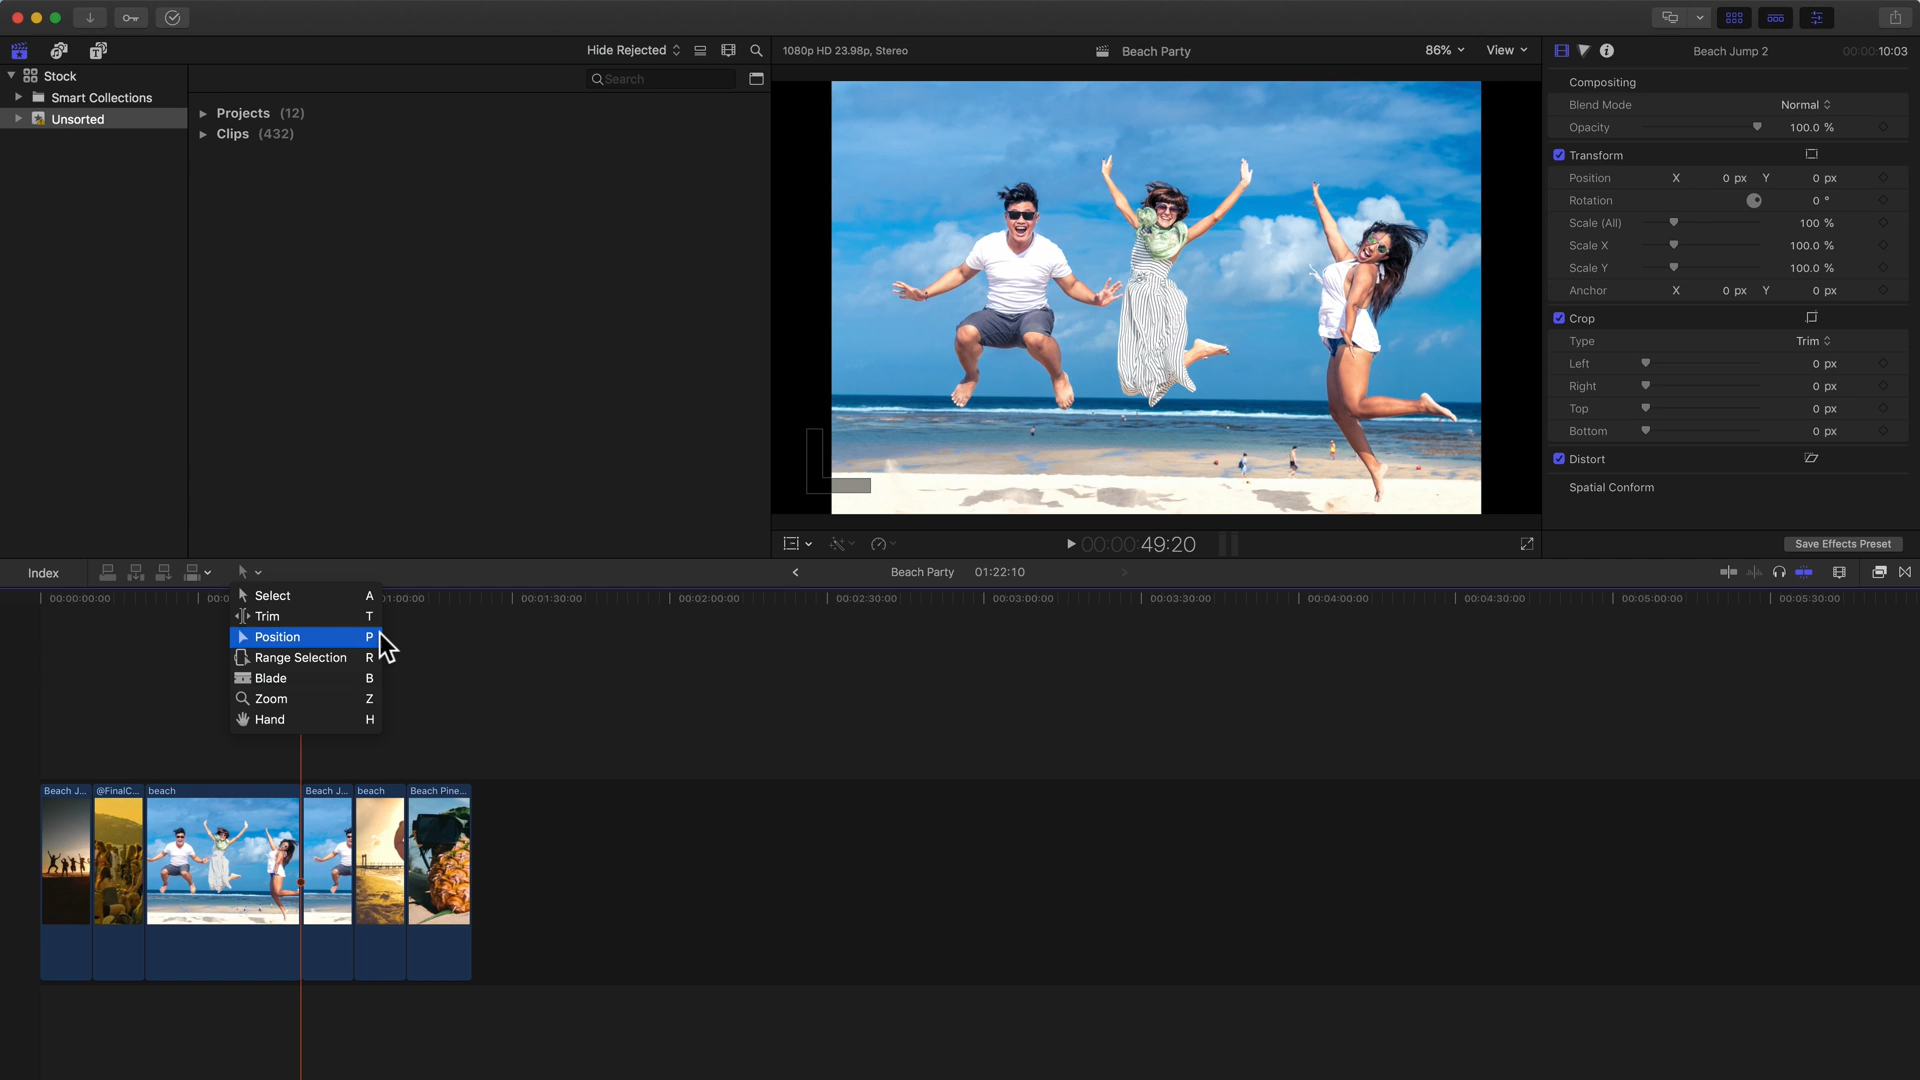 Hide Rejected
1080p HD 23.98p, Stereo
Beach Party
86%
View
Beach Jump 2
00:00:10:03
Stock
Smart Collections
Unsorted
Search
Projects (12)
Clips (432)
Compositing
Blend Mode Normal
Opacity 100.0 %
Transform
Position X 0 px Y 0 px
Rotation 0 °
Scale (All) 100 %
Scale X 100.0 %
Scale Y 100.0 %
Anchor X 0 px Y 0 px
Crop
Type Trim
Left 0 px
Right 0 px
Top 0 px
Bottom 0 px
Distort
Spatial Conform
00:00:49:20
Save Effects Preset
Index
Beach Party 01:22:10
00:00:00:00
00:01:30:00
00:02:00:00
00:02:30:00
00:03:00:00
00:03:30:00
00:04:00:00
00:04:30:00
00:05:00:00
00:05:30:00
Select A
Trim T
Position P
Range Selection R
Blade B
Zoom Z
Hand H
Beach J...
@FinalC...
beach
Beach J...
beach
Beach Pine...